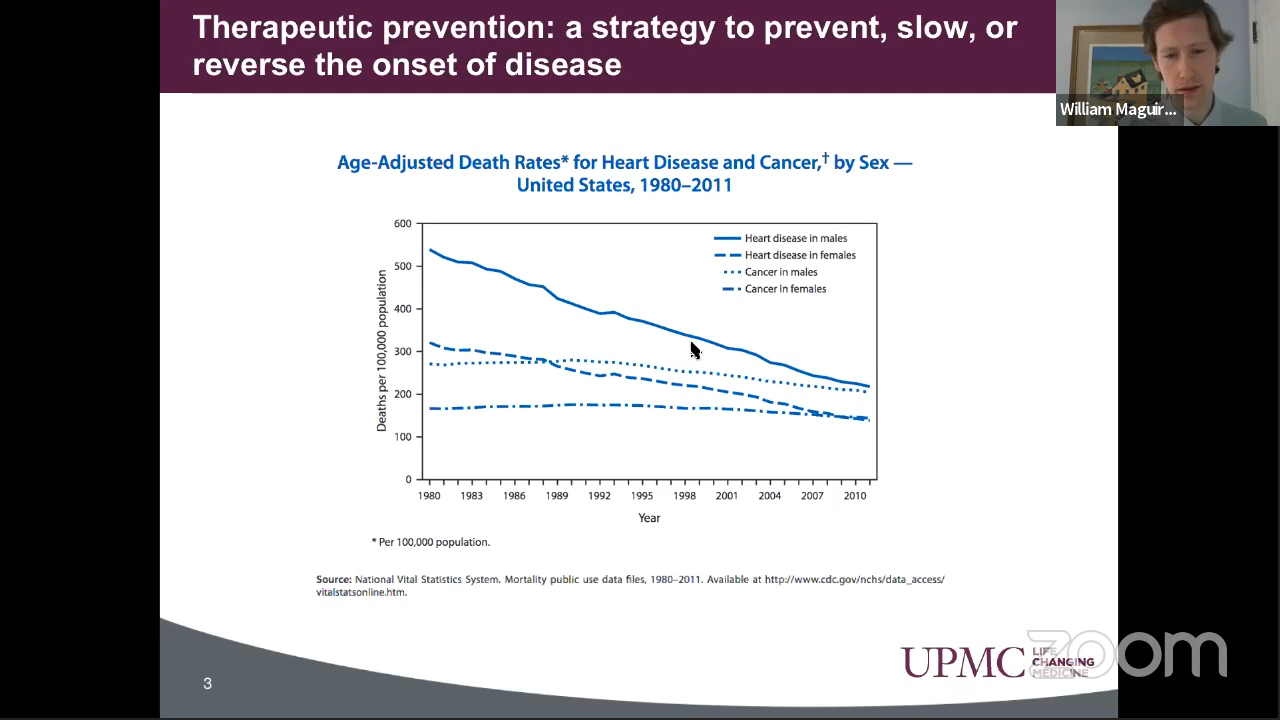 Therapeutic prevention: a strategy to prevent, slow, or
reverse the onset of disease
William Maguir...
Age-Adjusted Death Rates* for Heart Disease and Cancer,† by Sex —
United States, 1980–2011
600
500
400
300
200
100
0
Deaths per 100,000 population
Heart disease in males
Heart disease in females
Cancer in males
Cancer in females
1980 1983 1986 1989 1992 1995 1998 2001 2004 2007 2010
Year
* Per 100,000 population.
Source: National Vital Statistics System. Mortality public use data files, 1980–2011. Available at http://www.cdc.gov/nchs/data_access/
vitalstatsonline.htm.
3
UPMC
LIFE
CHANGING
MEDICINE
zoom